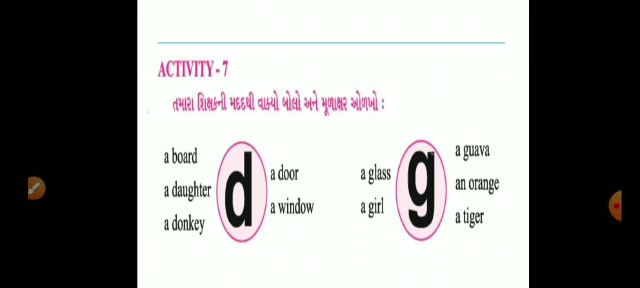 ACTIVITY - 7
તમારા શિક્ષકની મદદથી વાક્યો બોલો અને મૂળાક્ષર ઓળખો :
a board
a daughter
a donkey
d
a door
a window
a glass
a girl
g
a guava
an orange
a tiger